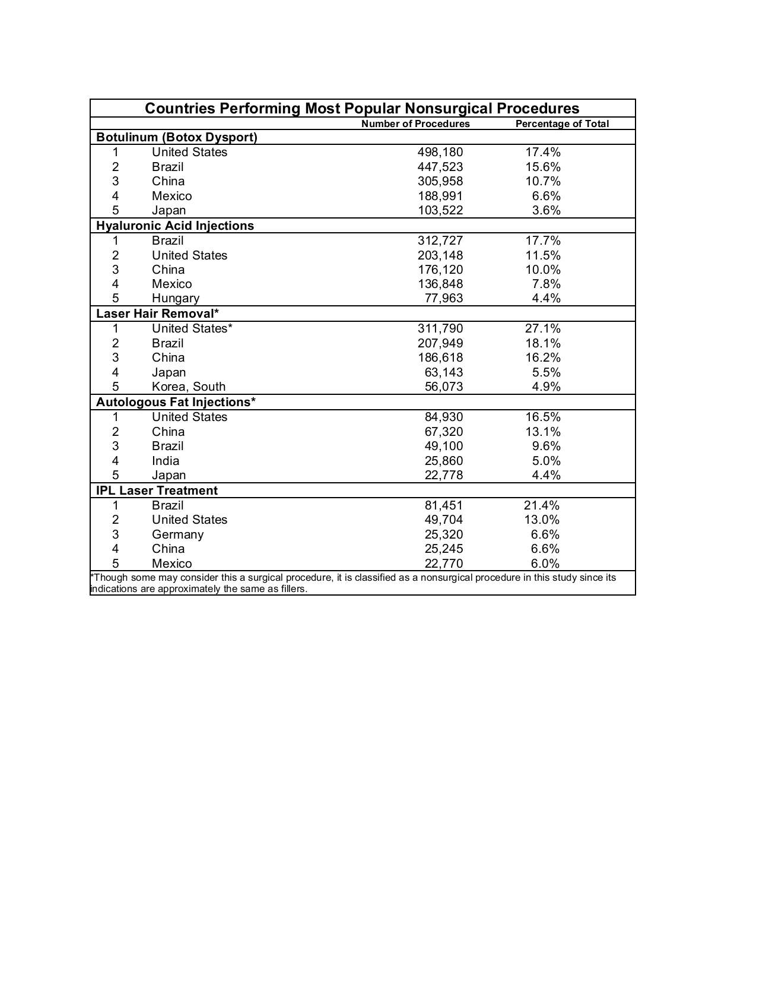 Countries Performing Most Popular Nonsurgical Procedures
Number of Procedures Percentage of Total
Botulinum (Botox Dysport)
1 United States 498,180 17.4%
2 Brazil 447,523 15.6%
3 China 305,958 10.7%
4 Mexico 188,991 6.6%
5 Japan 103,522 3.6%
Hyaluronic Acid Injections
1 Brazil 312,727 17.7%
2 United States 203,148 11.5%
3 China 176,120 10.0%
4 Mexico 136,848 7.8%
5 Hungary 77,963 4.4%
Laser Hair Removal*
1 United States* 311,790 27.1%
2 Brazil 207,949 18.1%
3 China 186,618 16.2%
4 Japan 63,143 5.5%
5 Korea, South 56,073 4.9%
Autologous Fat Injections*
1 United States 84,930 16.5%
2 China 67,320 13.1%
3 Brazil 49,100 9.6%
4 India 25,860 5.0%
5 Japan 22,778 4.4%
IPL Laser Treatment
1 Brazil 81,451 21.4%
2 United States 49,704 13.0%
3 Germany 25,320 6.6%
4 China 25,245 6.6%
5 Mexico 22,770 6.0%
*Though some may consider this a surgical procedure, it is classified as a nonsurgical procedure in this study since its
indications are approximately the same as fillers.